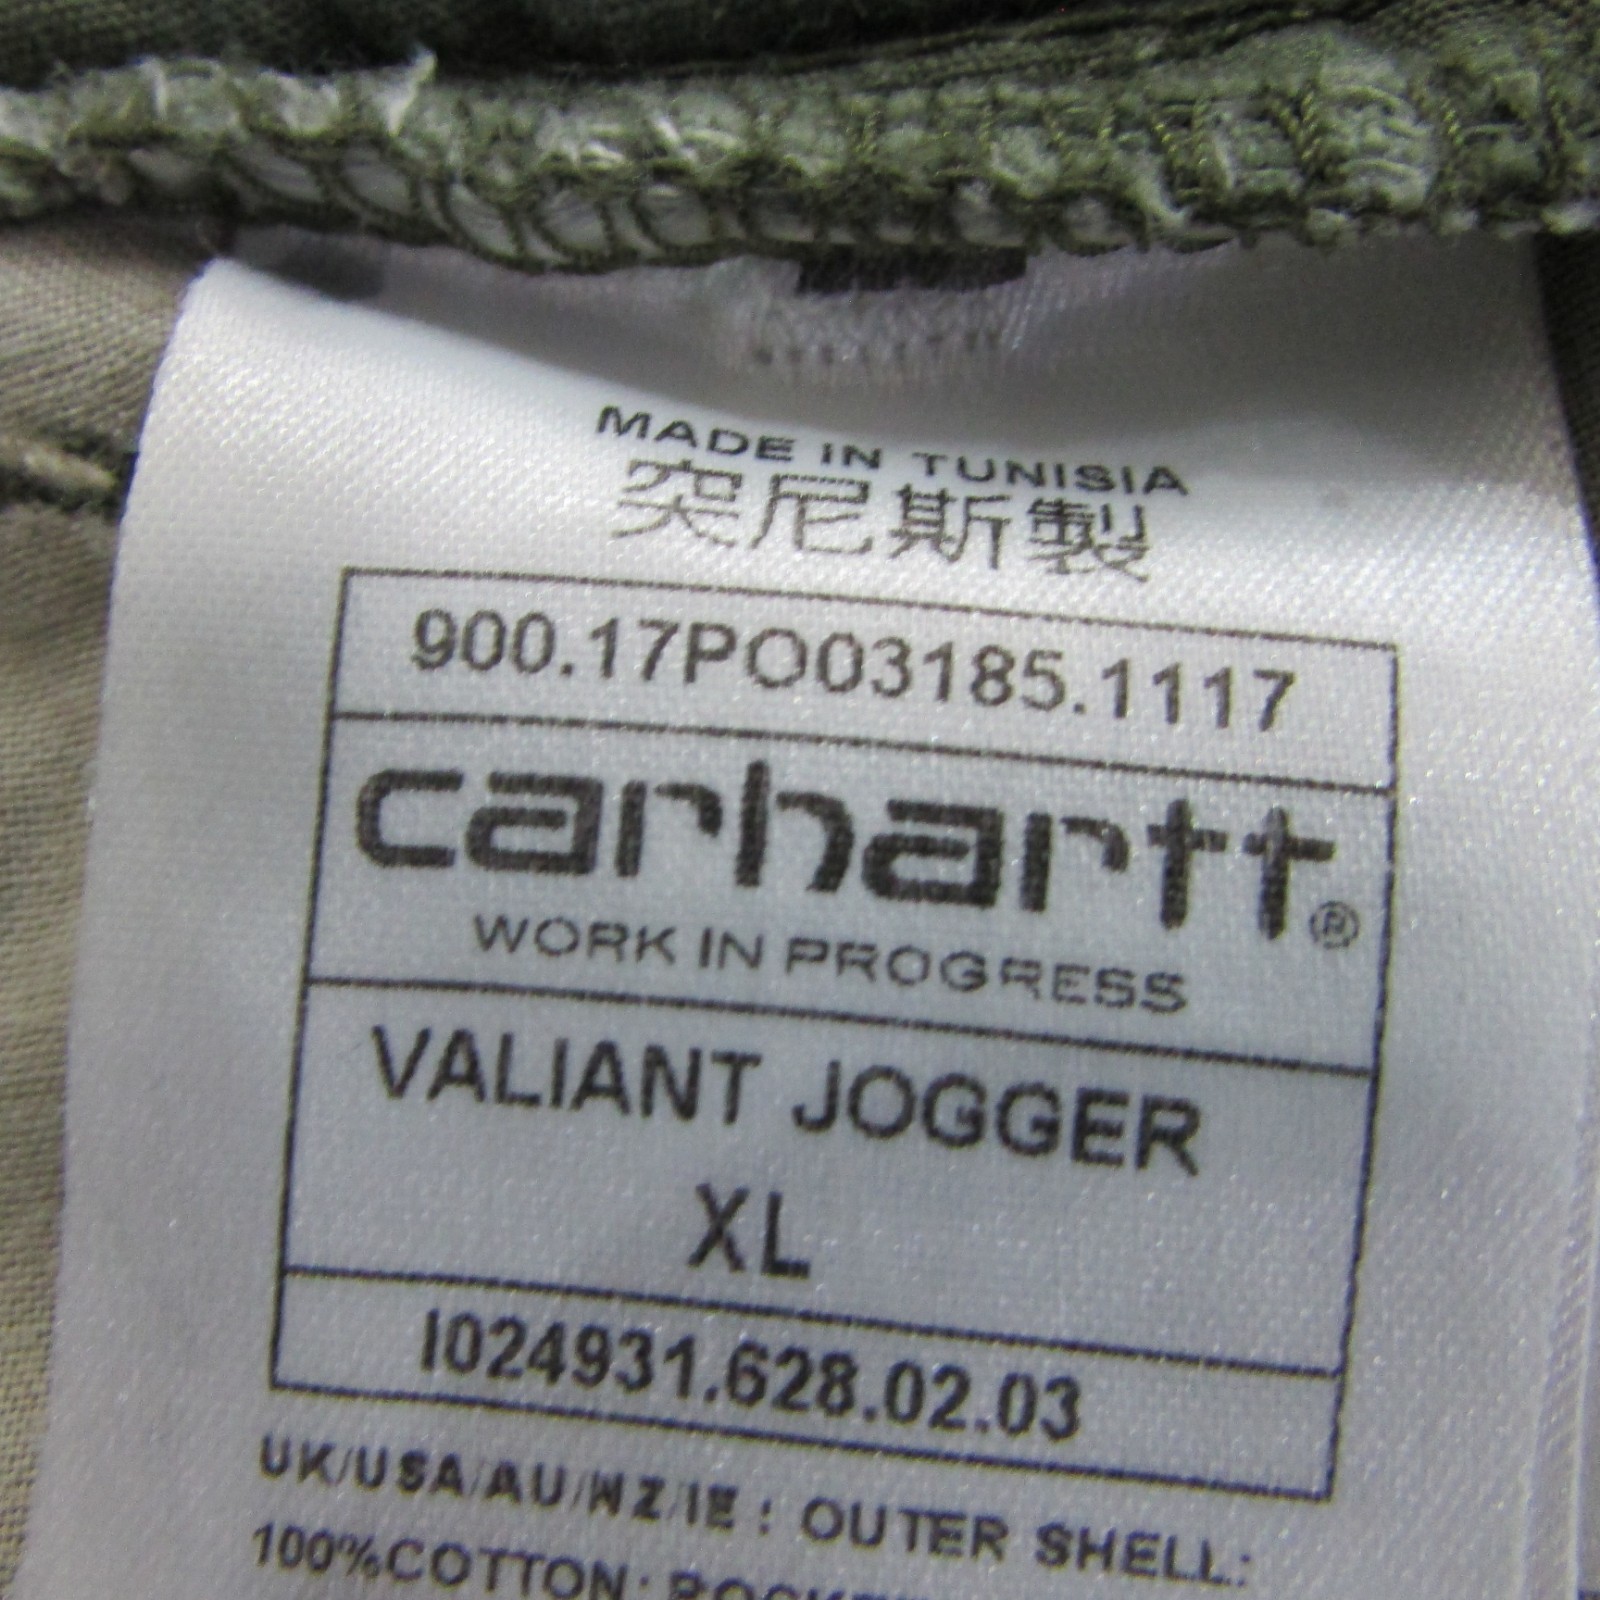 MADE IN TUNISIA
突尼斯製
900.17PO03185.1117
carhartt®
WORK IN PROGRESS
VALIANT JOGGER
XL
I024931.628.02.03
UK/USA/AU/NZ/IE : OUTER SHELL:
100%COTTON: